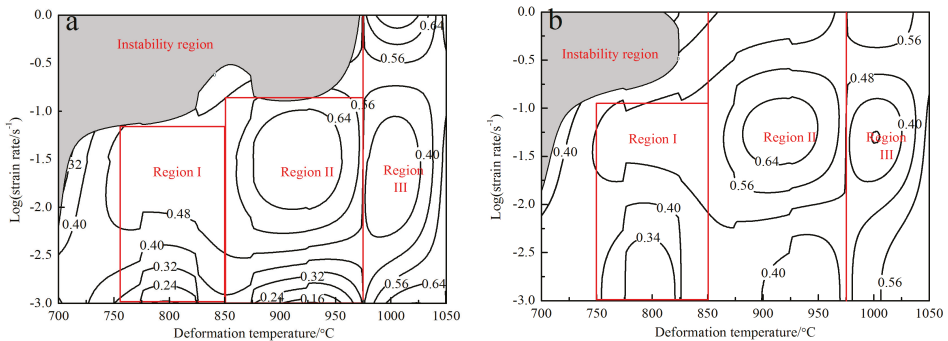 a
Instability region
Region I
Region II
Region
III
0.64
0.56
0.56
0.64
0.40
0.48
0.40
0.32
0.24
0.32
0.24
0.16
0.56
0.64
32
0.40
0.0
-0.5
-1.0
-1.5
-2.0
-2.5
-3.0
700 750 800 850 900 950 1000 1050
Log(strain rate/s-1)
Deformation temperature/°C
b
Instability region
Region I
Region II
Region
III
0.56
0.48
0.40
0.40
0.64
0.56
0.40
0.34
0.40
0.56
0.0
-0.5
-1.0
-1.5
-2.0
-2.5
-3.0
700 750 800 850 900 950 1000 1050
Log(strain rate/s-1)
Deformation temperature/°C